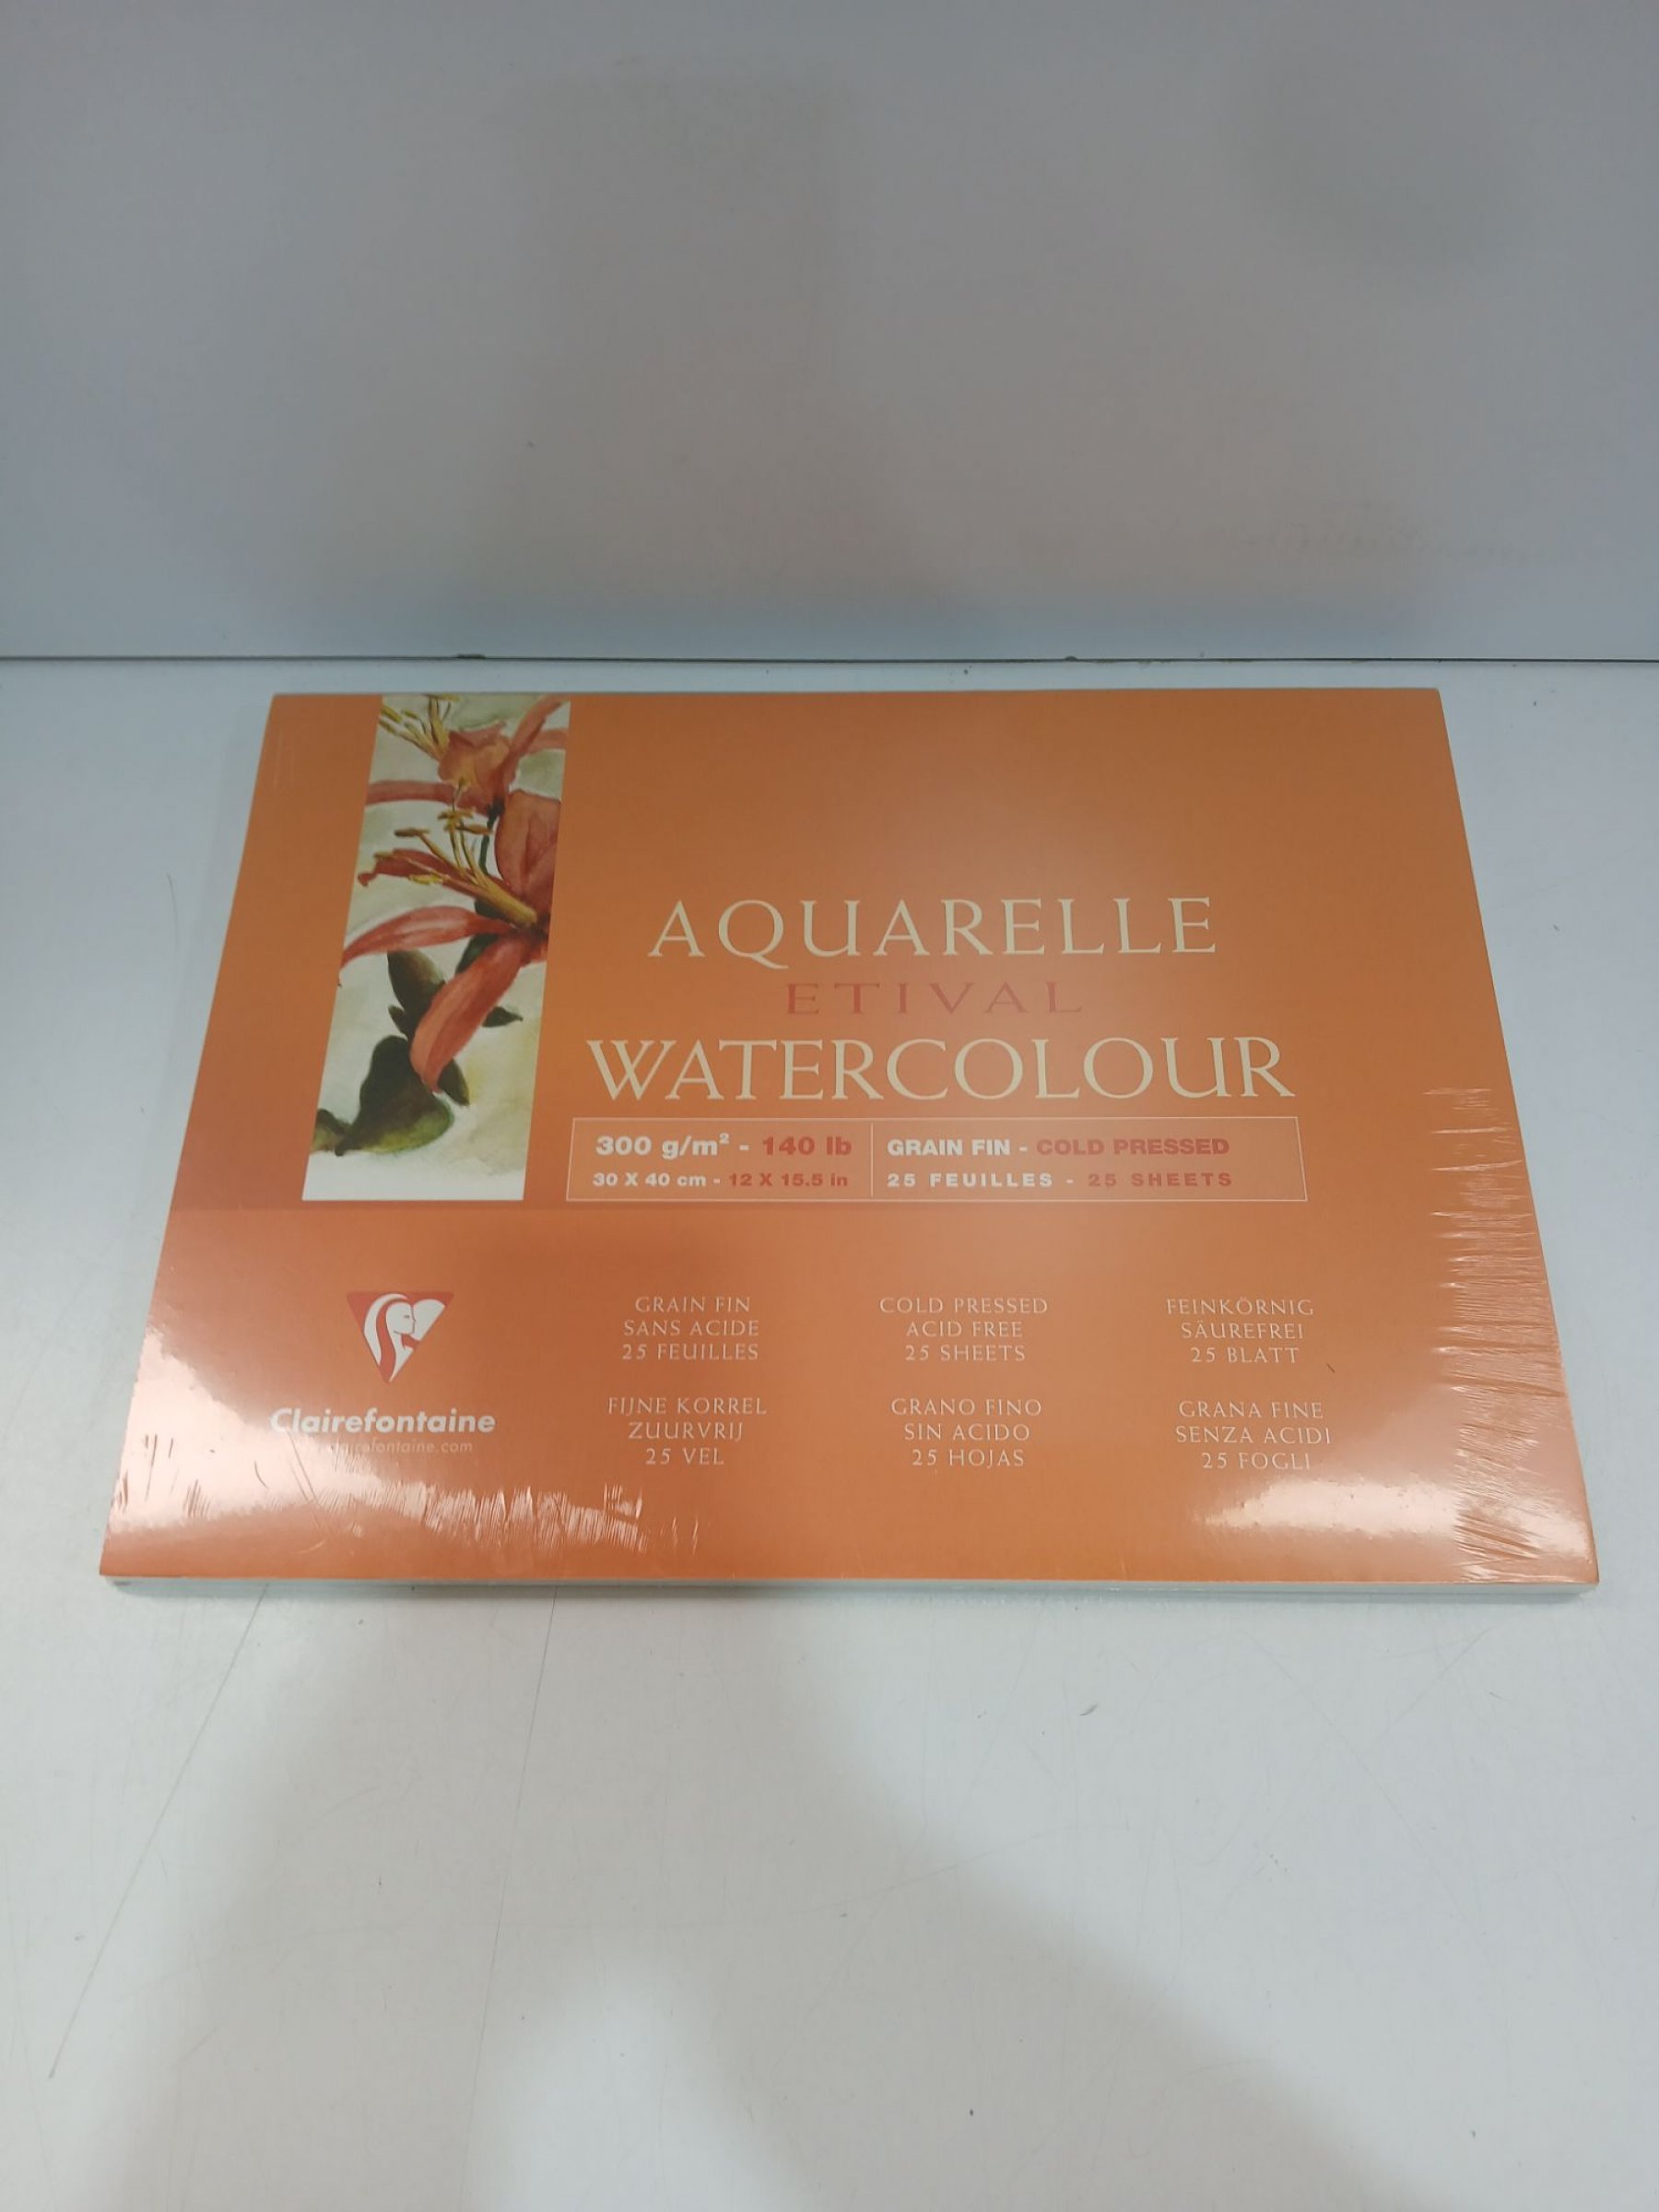 AQUARELLE
ETIVAL
WATERCOLOUR
300 g/m² - 140 lb
30 X 40 cm - 12 X 15.5 in
GRAIN FIN - COLD PRESSED
25 FEUILLES - 25 SHEETS
Clairefontaine
clairefontaine.com
GRAIN FIN
SANS ACIDE
25 FEUILLES
COLD PRESSED
ACID FREE
25 SHEETS
FEINKÖRNIG
SÄUREFREI
25 BLATT
FIJNE KORREL
ZUURVRIJ
25 VEL
GRANO FINO
SIN ACIDO
25 HOJAS
GRANA FINE
SENZA ACIDI
25 FOGLI